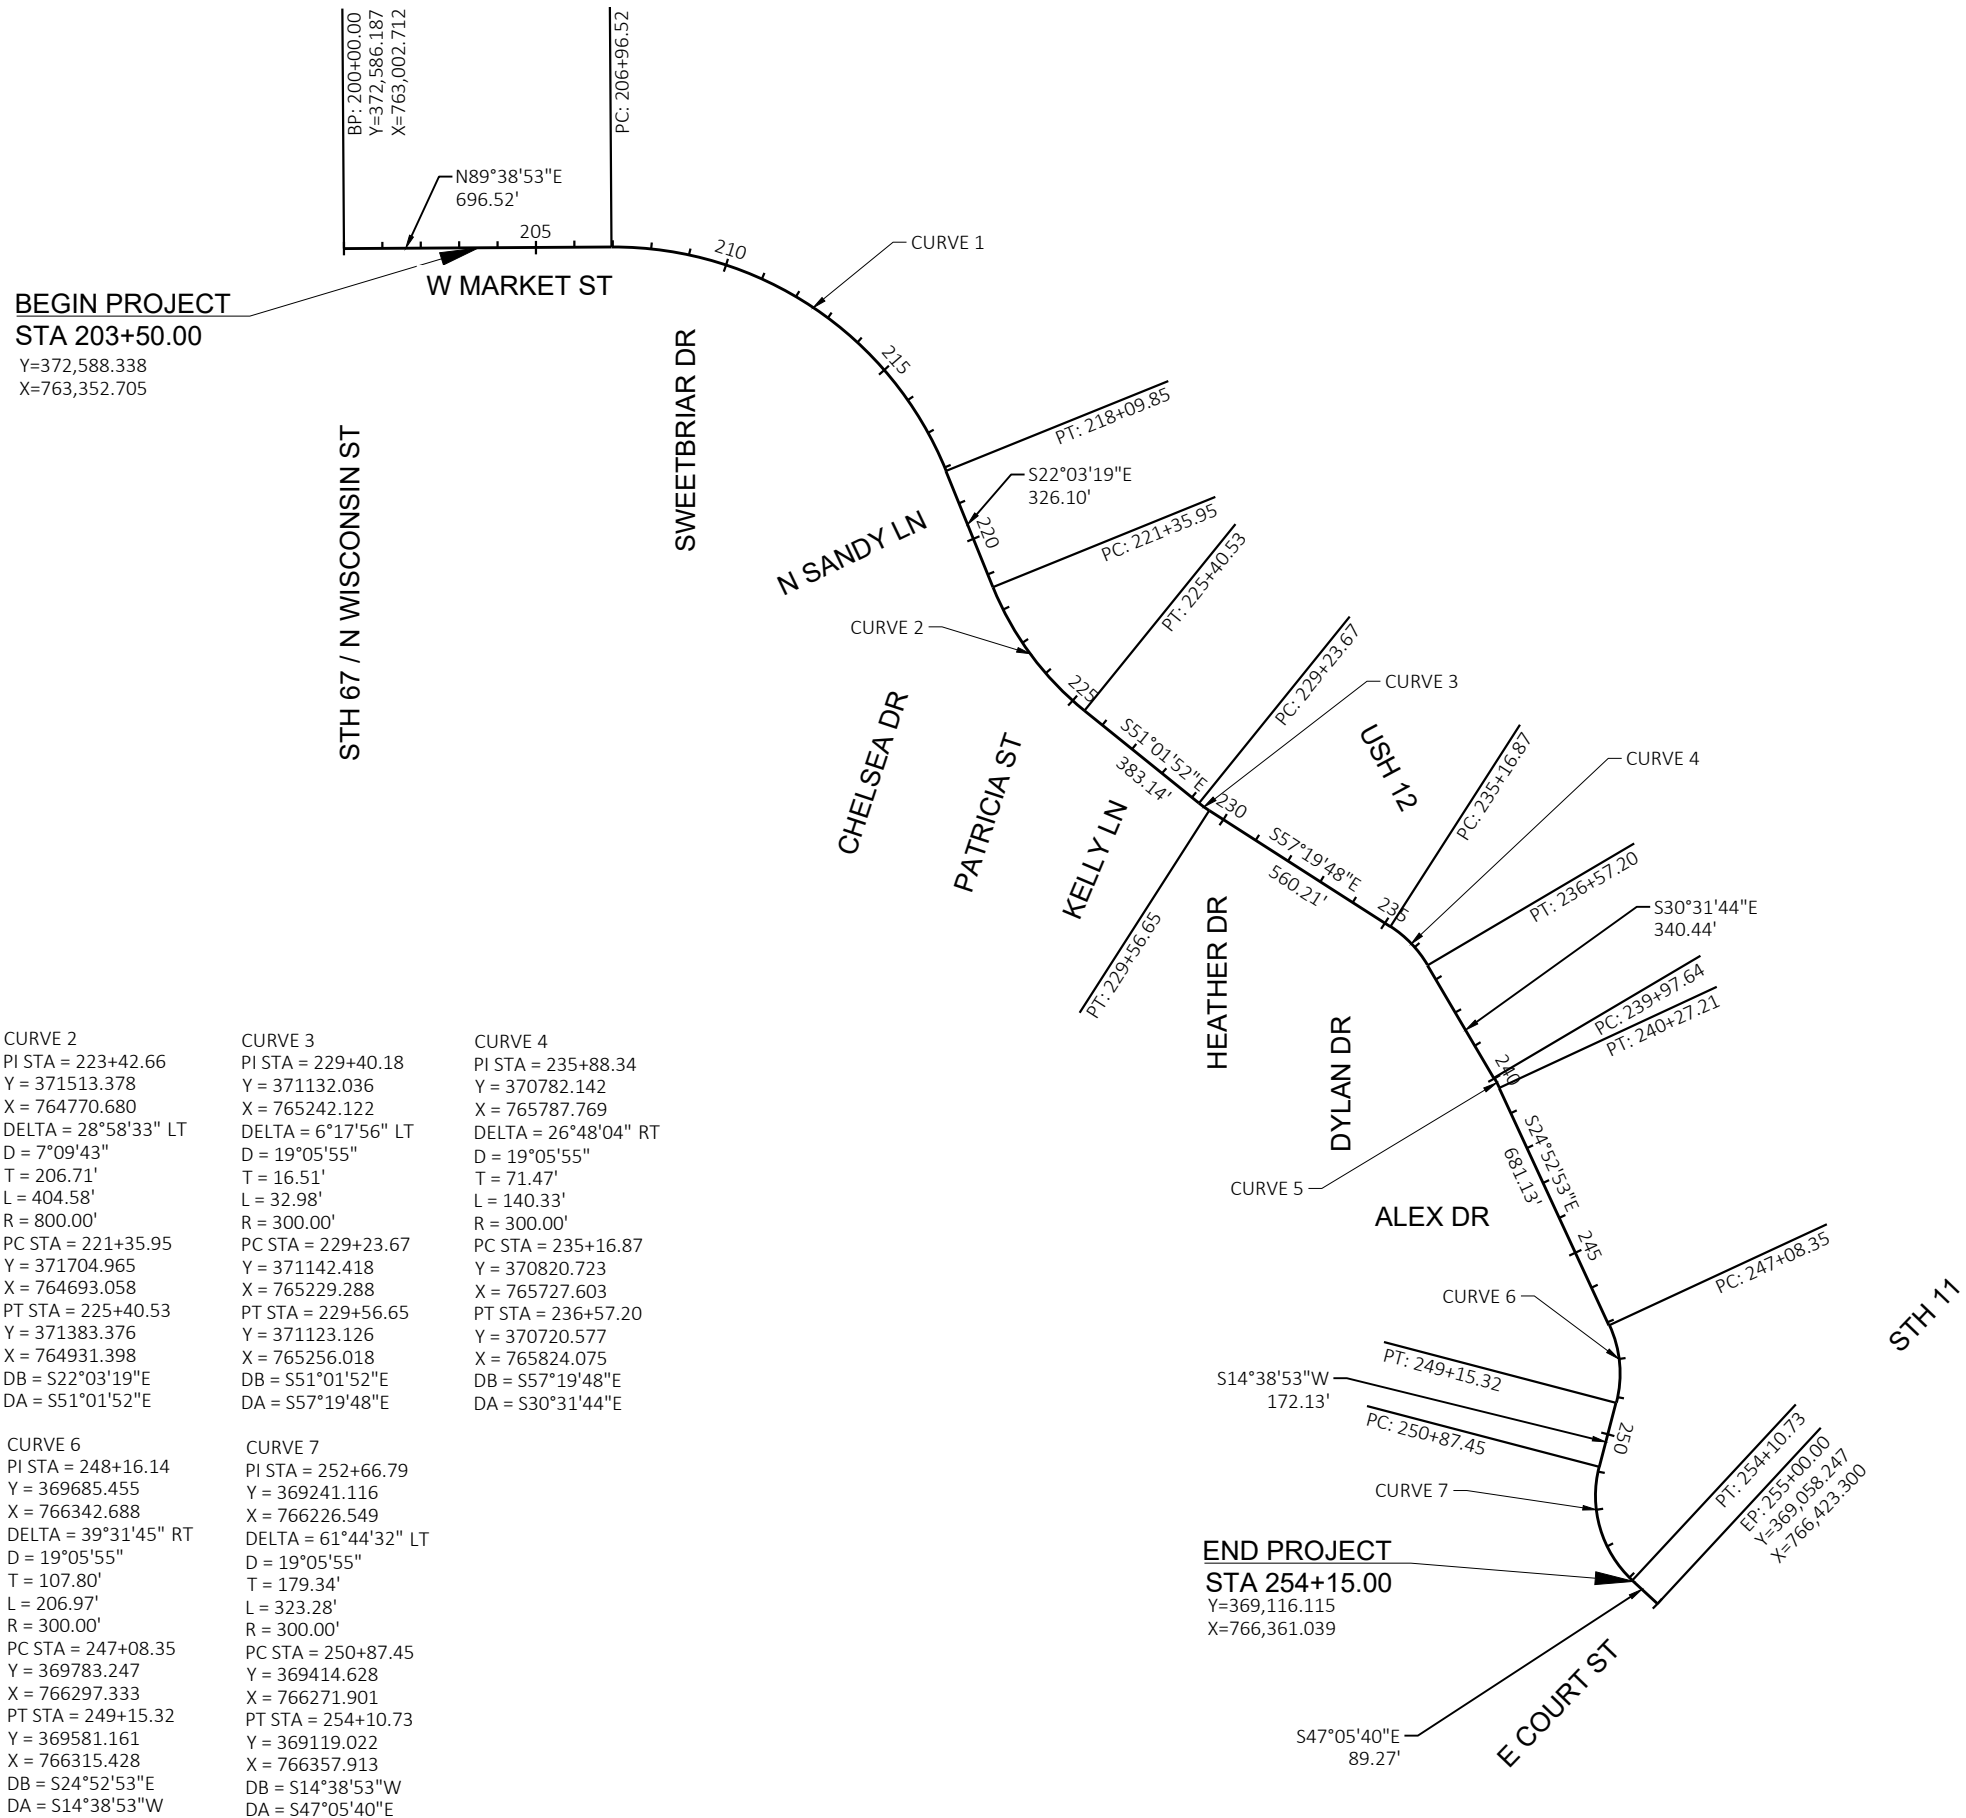 BP: 200+00.00
Y=372,586.187
X=763,002.712
PC: 206+96.52
N89°38'53"E
696.52'
205
210
CURVE 1
W MARKET ST
BEGIN PROJECT
STA 203+50.00
Y=372,588.338
X=763,352.705
SWEETBRIAR DR
215
PT: 218+09.85
STH 67 / N WISCONSIN ST
S22°03'19"E
326.10'
N SANDY LN
220
PC: 221+35.95
PT: 225+40.53
CURVE 2
225
PC: 229+23.67
CURVE 3
CHELSEA DR
PATRICIA ST
KELLY LN
S51°01'52"E
383.14'
USH 12
PC: 235+16.87
CURVE 4
230
S57°19'48"E
560.21'
235
PT: 236+57.20
PT: 229+56.65
HEATHER DR
S30°31'44"E
340.44'
PC: 239+97.64
PT: 240+27.21
DYLAN DR
240
CURVE 5
S24°52'53"E
681.13'
ALEX DR
245
PC: 247+08.35
CURVE 6
STH 11
PT: 249+15.32
S14°38'53"W
172.13'
PC: 250+87.45
250
CURVE 7
PT: 254+10.73
EP: 255+00.00
Y=369,058.247
X=766,423.300
END PROJECT
STA 254+15.00
Y=369,116.115
X=766,361.039
E COURT ST
S47°05'40"E
89.27'
CURVE 2
PI STA = 223+42.66
Y = 371513.378
X = 764770.680
DELTA = 28°58'33" LT
D = 7°09'43"
T = 206.71'
L = 404.58'
R = 800.00'
PC STA = 221+35.95
Y = 371704.965
X = 764693.058
PT STA = 225+40.53
Y = 371383.376
X = 764931.398
DB = S22°03'19"E
DA = S51°01'52"E
CURVE 3
PI STA = 229+40.18
Y = 371132.036
X = 765242.122
DELTA = 6°17'56" LT
D = 19°05'55"
T = 16.51'
L = 32.98'
R = 300.00'
PC STA = 229+23.67
Y = 371142.418
X = 765229.288
PT STA = 229+56.65
Y = 371123.126
X = 765256.018
DB = S51°01'52"E
DA = S57°19'48"E
CURVE 4
PI STA = 235+88.34
Y = 370782.142
X = 765787.769
DELTA = 26°48'04" RT
D = 19°05'55"
T = 71.47'
L = 140.33'
R = 300.00'
PC STA = 235+16.87
Y = 370820.723
X = 765727.603
PT STA = 236+57.20
Y = 370720.577
X = 765824.075
DB = S57°19'48"E
DA = S30°31'44"E
CURVE 6
PI STA = 248+16.14
Y = 369685.455
X = 766342.688
DELTA = 39°31'45" RT
D = 19°05'55"
T = 107.80'
L = 206.97'
R = 300.00'
PC STA = 247+08.35
Y = 369783.247
X = 766297.333
PT STA = 249+15.32
Y = 369581.161
X = 766315.428
DB = S24°52'53"E
DA = S14°38'53"W
CURVE 7
PI STA = 252+66.79
Y = 369241.116
X = 766226.549
DELTA = 61°44'32" LT
D = 19°05'55"
T = 179.34'
L = 323.28'
R = 300.00'
PC STA = 250+87.45
Y = 369414.628
X = 766271.901
PT STA = 254+10.73
Y = 369119.022
X = 766357.913
DB = S14°38'53"W
DA = S47°05'40"E